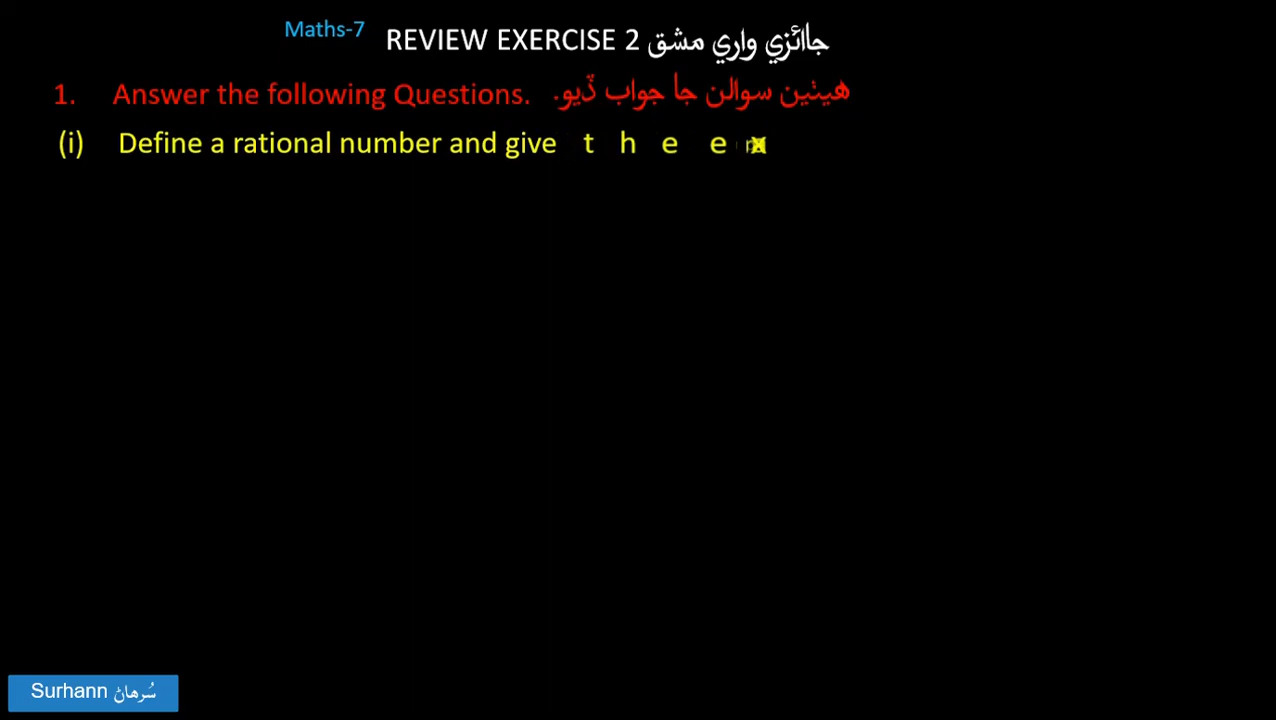 Maths-7
REVIEW EXERCISE 2 جائزي واري مشق
1. Answer the following Questions. هيٺين سوالن جا جواب ڏيو.
(i) Define a rational number and give t h e e x
Surhann سُرهاڻ